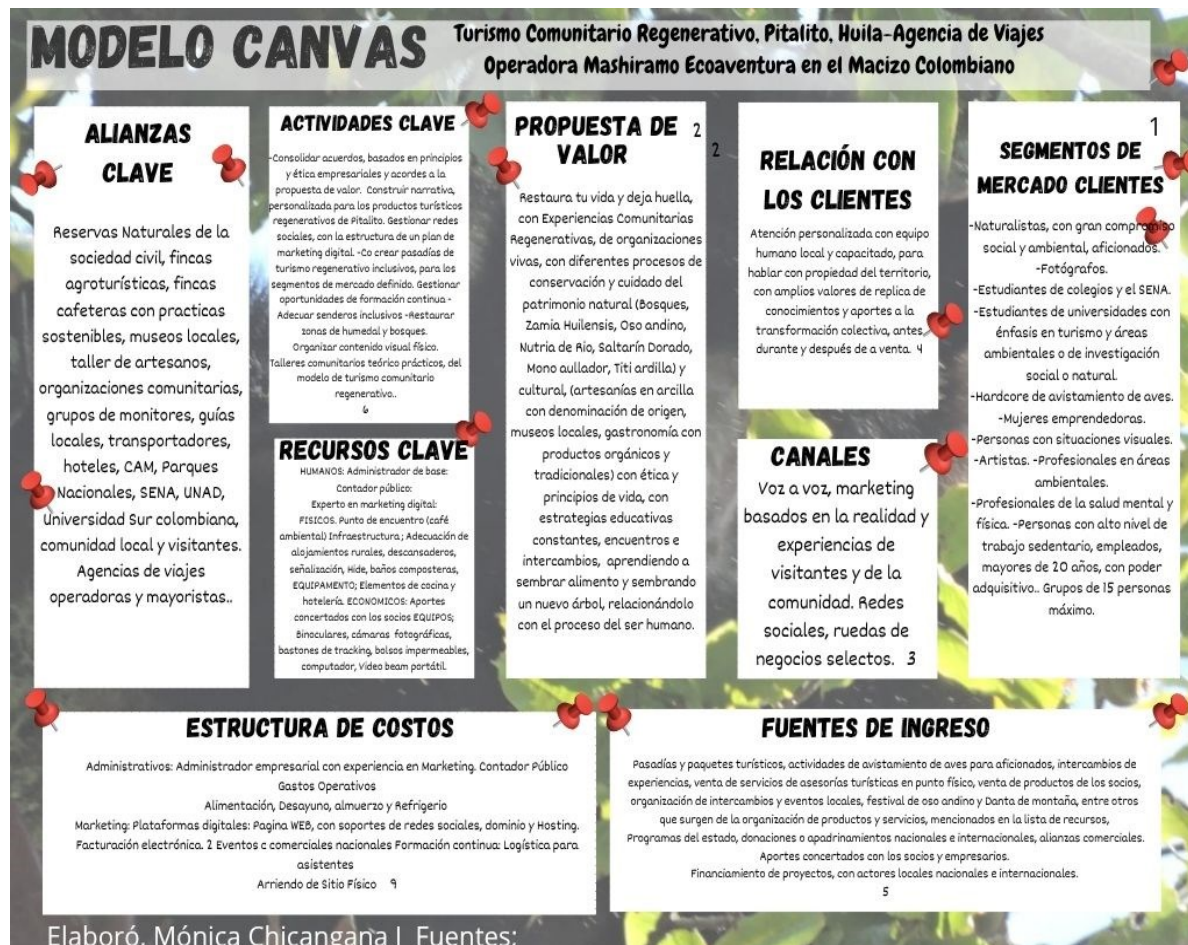 MODELO CANVAS
Turismo Comunitario Regenerativo, Pitalito, Huila-Agencia de Viajes
Operadora Mashiramo Ecoaventura en el Macizo Colombiano
ALIANZAS
CLAVE
Reservas Naturales de la
sociedad civil, fincas
agroturísticas, fincas
cafeteras con practicas
sostenibles, museos locales,
taller de artesanos,
organizaciones comunitarias,
grupos de monitores, guías
locales, transportadores,
hoteles, CAM, Parques
Nacionales, SENA, UNAD,
Universidad Sur colombiana,
comunidad local y visitantes.
Agencias de viajes
operadoras y mayoristas..
ACTIVIDADES CLAVE
-Consolidar acuerdos, basados en principios
y ética empresariales y acordes a la
propuesta de valor. Construir narrativa,
personalizada para los productos turísticos
regenerativos de Pitalito. Gestionar redes
sociales, con la estructura de un plan de
marketing digital. -Co crear pasadías de
turismo regenerativo inclusivos, para los
segmentos de mercado definido. Gestionar
oportunidades de formación continua -
Adecuar senderos inclusivos -Restaurar
zonas de humedal y bosques.
Organizar contenido visual físico.
Talleres comunitarios teórico prácticos, del
modelo de turismo comunitario
regenerativo..
6
RECURSOS CLAVE
HUMANOS: Administrador de base:
Contador público:
Experto en marketing digital:
FISICOS. Punto de encuentro (café
ambiental) Infraestructura; Adecuación de
alojamientos rurales, descansaderos,
señalización, Hide, baños composteras,
EQUIPAMENTO; Elementos de cocina y
hotelería. ECONOMICOS: Aportes
concertados con los socios EQUIPOS;
Binoculares, cámaras fotográficas,
bastones de tracking, bolsos impermeables,
computador, Video beam portátil.
PROPUESTA DE 2
VALOR 2
Restaura tu vida y deja huella,
con Experiencias Comunitarias
Regenerativas, de organizaciones
vivas, con diferentes procesos de
conservación y cuidado del
patrimonio natural (Bosques,
Zamia Huilensis, Oso andino,
Nutria de Rio, Saltarín Dorado,
Mono aullador, Titi ardilla) y
cultural, (artesanías en arcilla
con denominación de origen,
museos locales, gastronomía con
productos orgánicos y
tradicionales) con ética y
principios de vida, con
estrategias educativas
constantes, encuentros e
intercambios, aprendiendo a
sembrar alimento y sembrando
un nuevo árbol, relacionándolo
con el proceso del ser humano.
RELACIÓN CON
LOS CLIENTES
Atención personalizada con equipo
humano local y capacitado, para
hablar con propiedad del territorio,
con amplios valores de replica de
conocimientos y aportes a la
transformación colectiva, antes,
durante y después de a venta. 4
CANALES
Voz a voz, marketing
basados en la realidad y
experiencias de
visitantes y de la
comunidad. Redes
sociales, ruedas de
negocios selectos. 3
1
SEGMENTOS DE
MERCADO CLIENTES
-Naturalistas, con gran compromiso
social y ambiental, aficionados.
-Fotógrafos.
-Estudiantes de colegios y el SENA.
-Estudiantes de universidades con
énfasis en turismo y áreas
ambientales o de investigación
social o natural.
-Hardcore de avistamiento de aves.
-Mujeres emprendedoras.
-Personas con situaciones visuales.
-Artistas. -Profesionales en áreas
ambientales.
-Profesionales de la salud mental y
física. -Personas con alto nivel de
trabajo sedentario, empleados,
mayores de 20 años, con poder
adquisitivo.. Grupos de 15 personas
máximo.
ESTRUCTURA DE COSTOS
Administrativos: Administrador empresarial con experiencia en Marketing. Contador Público
Gastos Operativos
Alimentación, Desayuno, almuerzo y Refrigerio
Marketing: Plataformas digitales: Pagina WEB, con soportes de redes sociales, dominio y Hosting.
Facturación electrónica. 2 Eventos c comerciales nacionales Formación continua: Logística para
asistentes
Arriendo de Sitio Físico 9
FUENTES DE INGRESO
Pasadías y paquetes turísticos, actividades de avistamiento de aves para aficionados, intercambios de
experiencias, venta de servicios de asesorías turísticas en punto físico, venta de productos de los socios,
organización de intercambios y eventos locales, festival de oso andino y Danta de montaña, entre otros
que surgen de la organización de productos y servicios, mencionados en la lista de recursos,
Programas del estado, donaciones o apadrinamientos nacionales e internacionales, alianzas comerciales.
Aportes concertados con los socios y empresarios.
Financiamiento de proyectos, con actores locales nacionales e internacionales.
5
Elaboró, Mónica Chicangana | Fuentes: